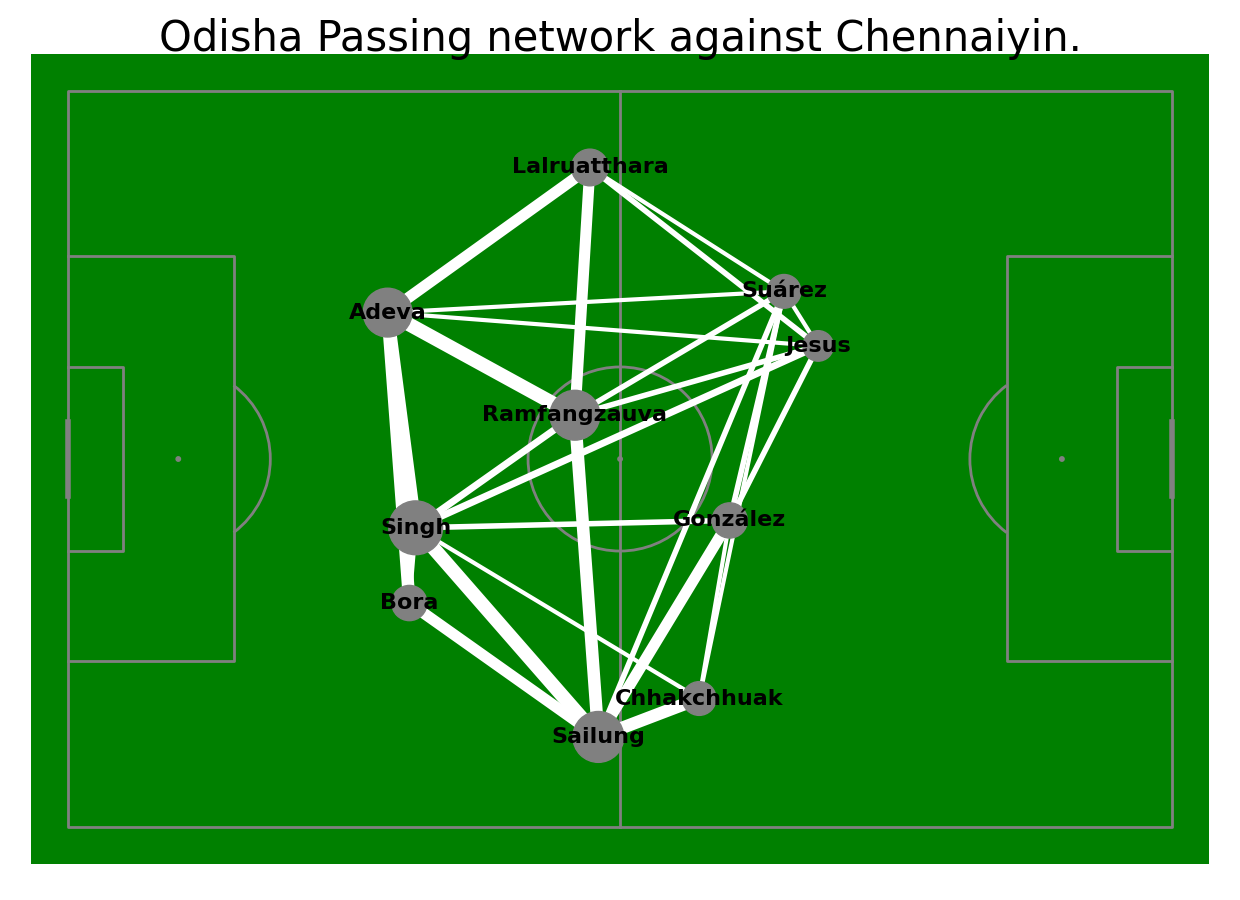 Odisha Passing network against Chennaiyin.
Lalruatthara
Suárez
Adeva
Jesus
Ramfangzauva
González
Singh
Bora
Chhakchhuak
Sailung